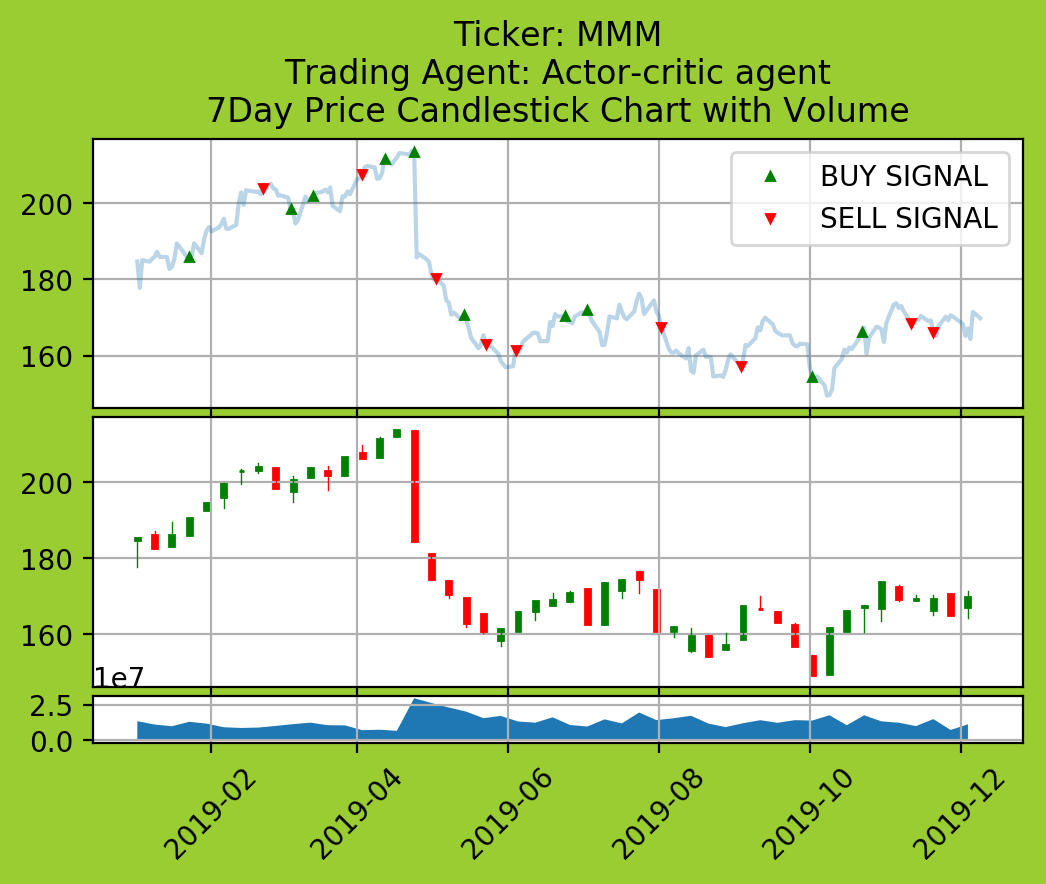 Ticker: MMM
Trading Agent: Actor-critic agent
7Day Price Candlestick Chart with Volume
200
180
160
BUY SIGNAL
SELL SIGNAL
200
180
160
1e7
2.5
0.0
2019-02
2019-04
2019-06
2019-08
2019-10
2019-12